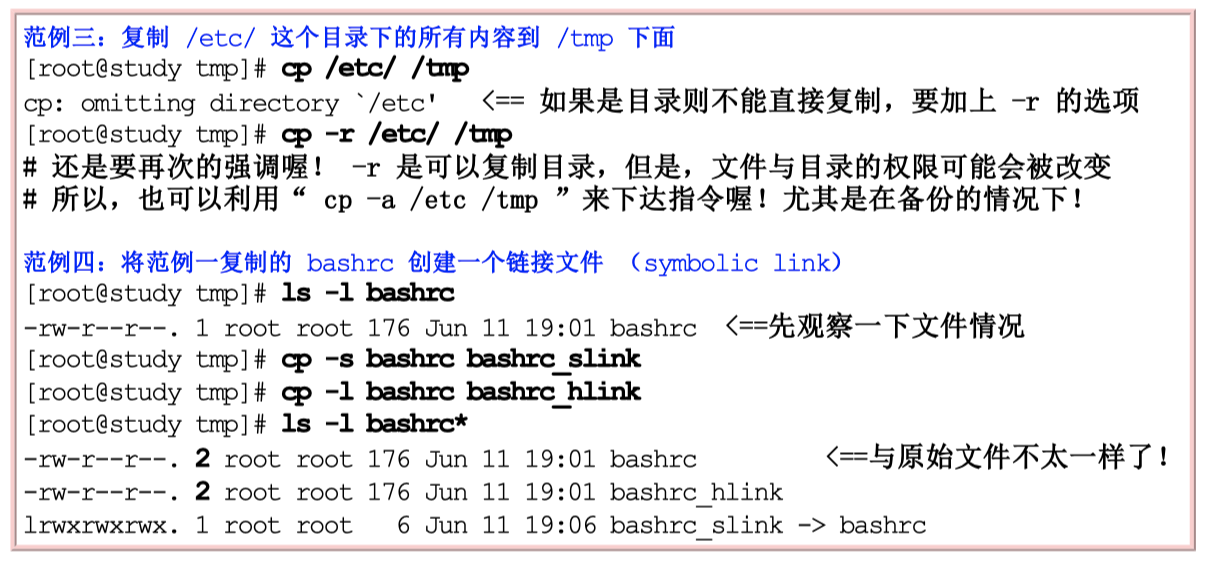 范例三：复制 /etc/ 这个目录下的所有内容到 /tmp 下面
[root@study tmp]# cp /etc/ /tmp
cp: omitting directory `/etc'   <== 如果是目录则不能直接复制，要加上 -r 的选项
[root@study tmp]# cp -r /etc/ /tmp
# 还是要再次的强调喔！ -r 是可以复制目录，但是，文件与目录的权限可能会被改变
# 所以，也可以利用“ cp -a /etc /tmp ”来下达指令喔！尤其是在备份的情况下！
范例四：将范例一复制的 bashrc 创建一个链接文件 （symbolic link）
[root@study tmp]# ls -l bashrc
-rw-r--r--. 1 root root 176 Jun 11 19:01 bashrc  <==先观察一下文件情况
[root@study tmp]# cp -s bashrc bashrc_slink
[root@study tmp]# cp -l bashrc bashrc_hlink
[root@study tmp]# ls -l bashrc*
-rw-r--r--. 2 root root 176 Jun 11 19:01 bashrc         <==与原始文件不太一样了！
-rw-r--r--. 2 root root 176 Jun 11 19:01 bashrc_hlink
lrwxrwxrwx. 1 root root   6 Jun 11 19:06 bashrc_slink -> bashrc